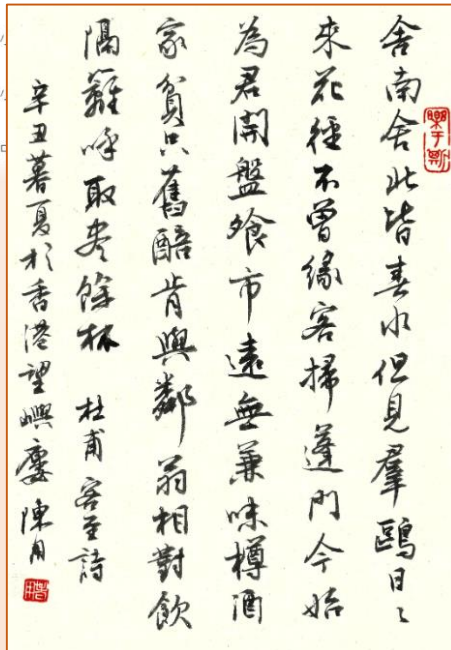 舍南舍北皆春水但見羣鷗日〻
來花徑不曾緣客掃蓬門今始
為君開盤飧市遠無兼味樽酒
家貧只舊醅肯與鄰翁相對飲
隔籬呼取盡餘杯　杜甫　客至詩
辛丑暑夏於香港望嶼廔　陳用